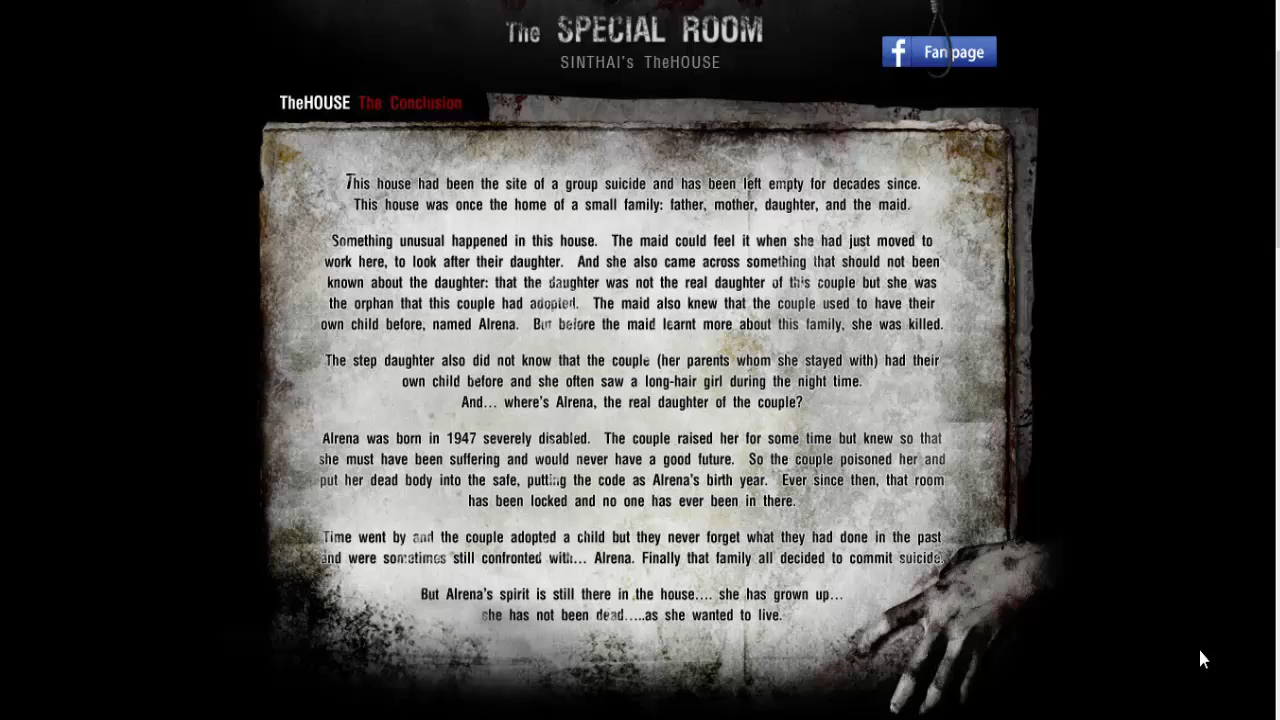 The SPECIAL ROOM
SINTHAI's TheHOUSE
f Fanpage
TheHOUSE The Conclusion
This house had been the site of a group suicide and has been left empty for decades since.
This house was once the home of a small family: father, mother, daughter, and the maid.
Something unusual happened in this house. The maid could feel it when she had just moved to
work here, to look after their daughter. And she also came across something that should not been
known about the daughter: that the daughter was not the real daughter of this couple but she was
the orphan that this couple had adopted. The maid also knew that the couple used to have their
own child before, named Alrena. But before the maid learnt more about this family, she was killed.
The step daughter also did not know that the couple (her parents whom she stayed with) had their
own child before and she often saw a long-hair girl during the night time.
And... where's Alrena, the real daughter of the couple?
Alrena was born in 1947 severely disabled. The couple raised her for some time but knew so that
she must have been suffering and would never have a good future. So the couple poisoned her and
put her dead body into the safe, putting the code as Alrena's birth year. Ever since then, that room
has been locked and no one has ever been in there.
Time went by and the couple adopted a child but they never forget what they had done in the past
and were sometimes still confronted with... Alrena. Finally that family all decided to commit suicide.
But Alrena's spirit is still there in the house.... she has grown up...
she has not been dead.....as she wanted to live.